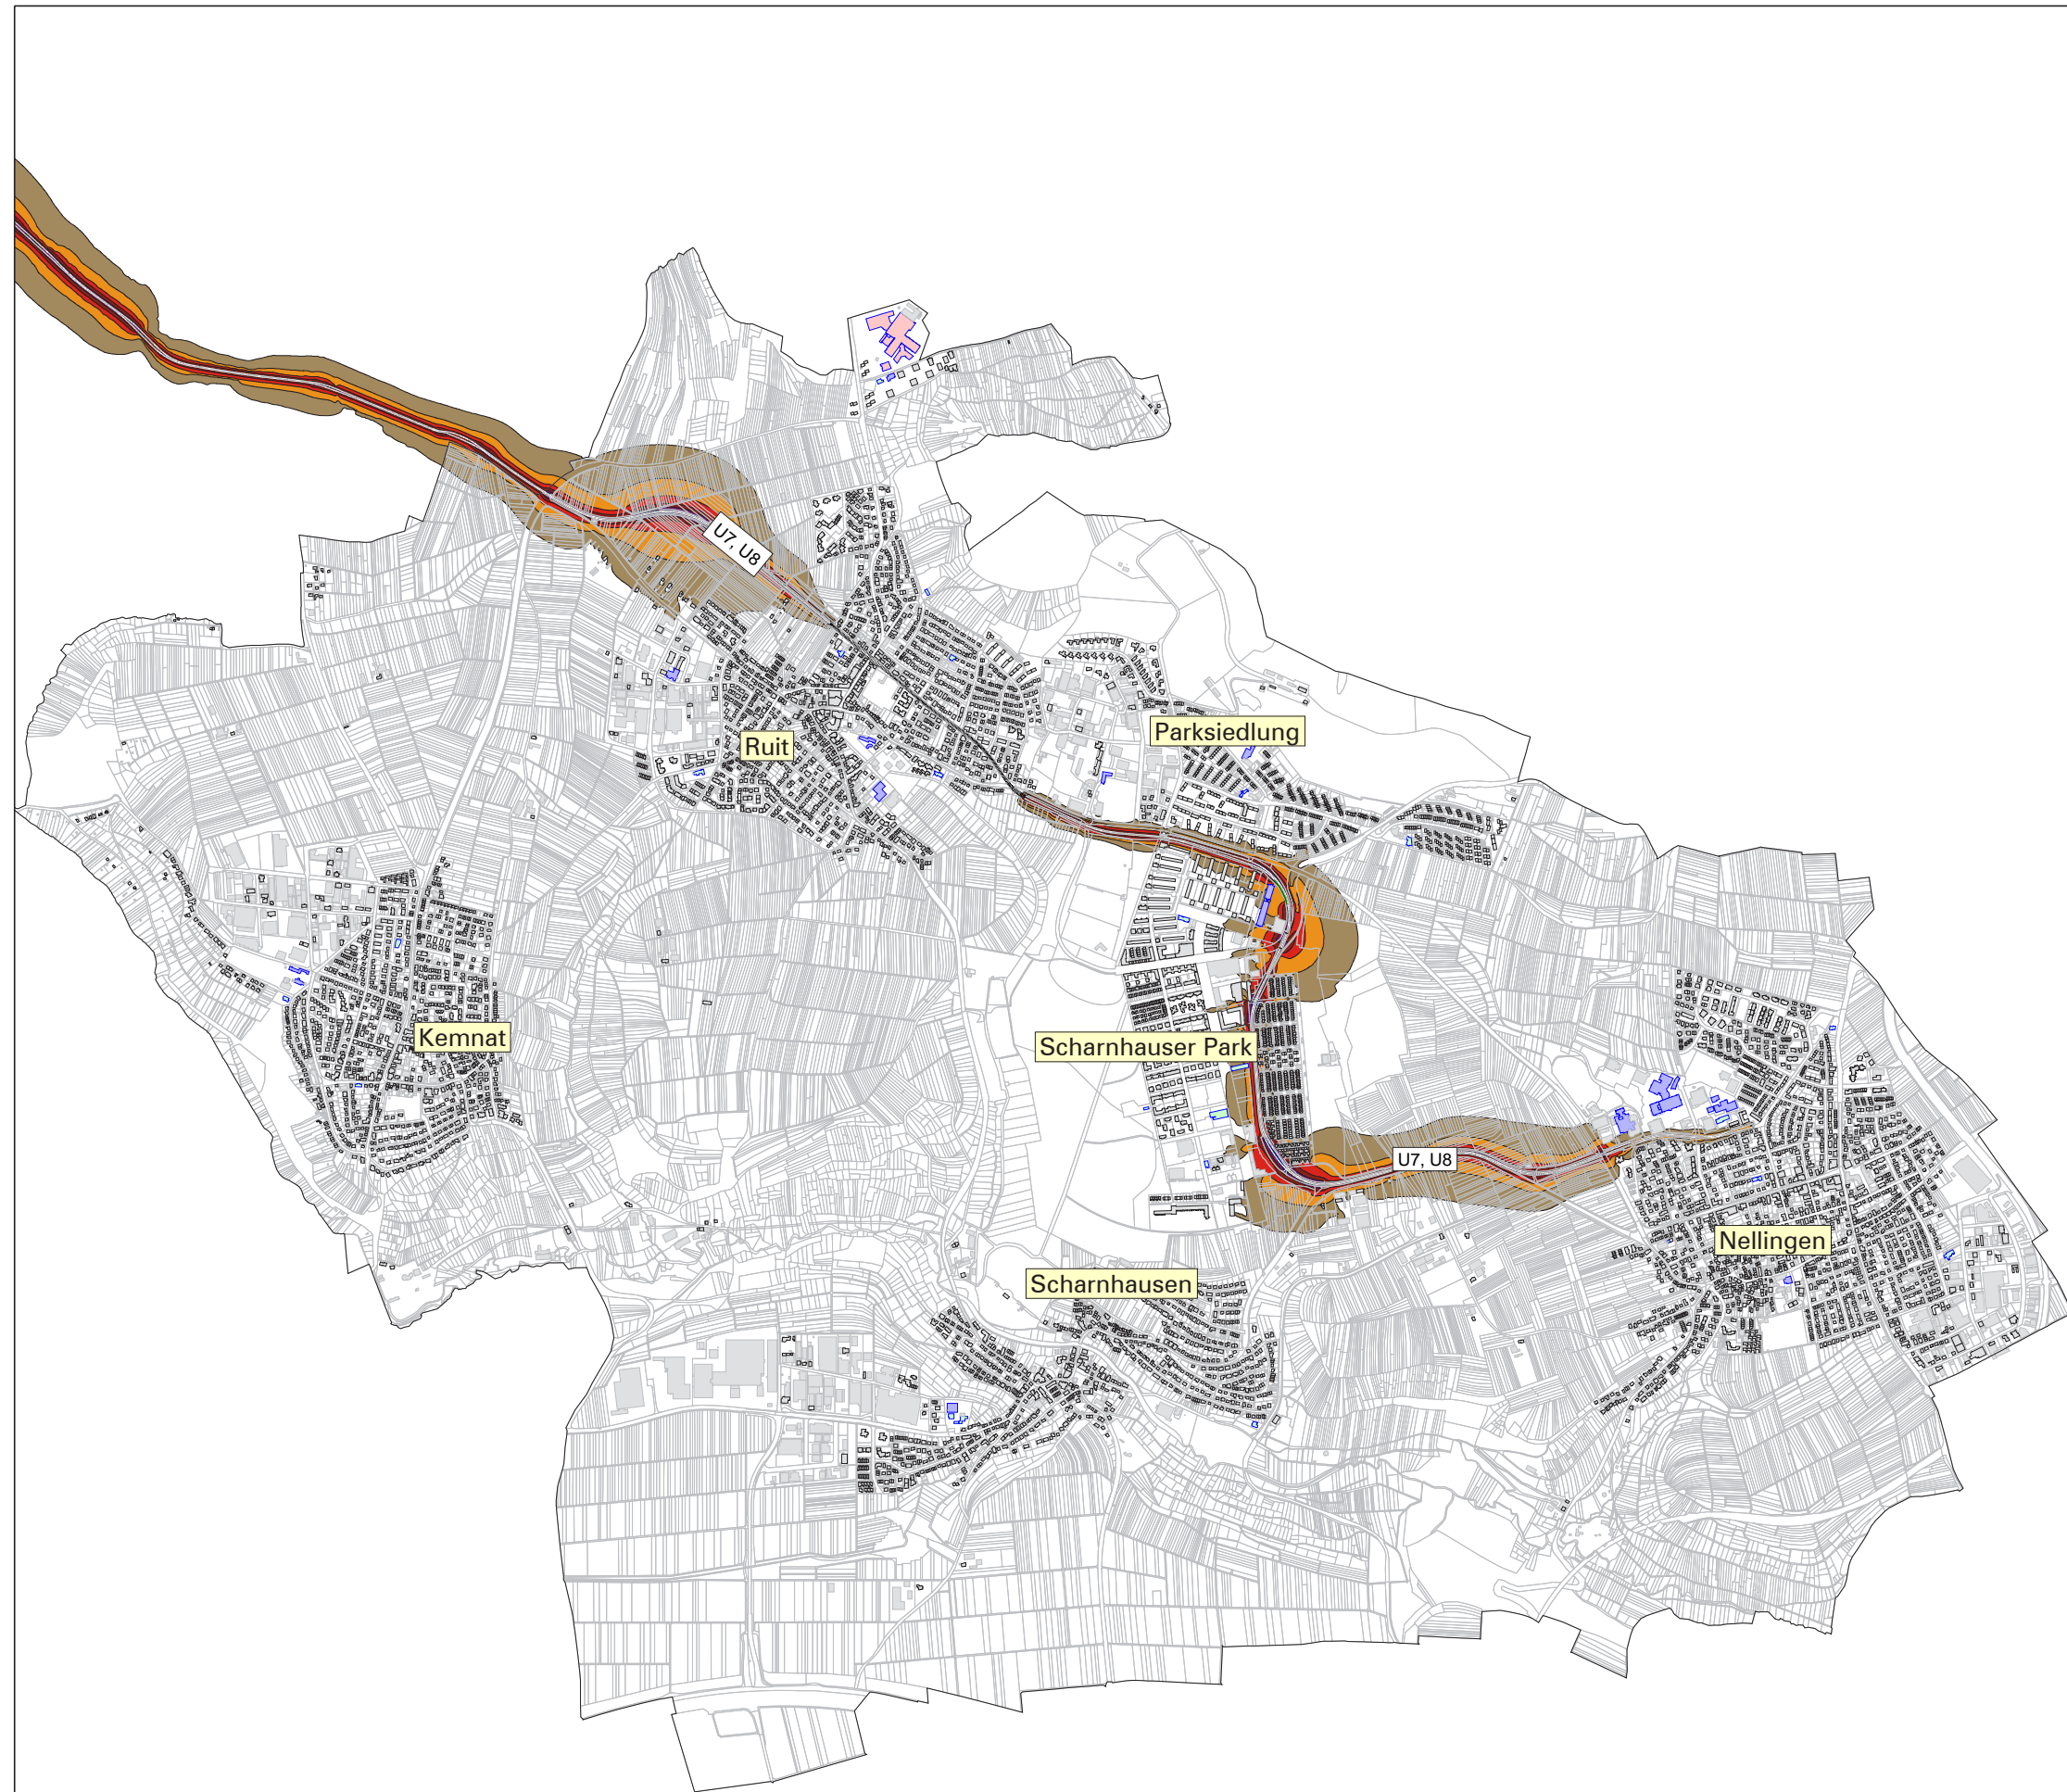 U7, U8
Parksiedlung
Ruit
Kemnat
Scharnhauser Park
U7, U8
Nellingen
Scharnhausen